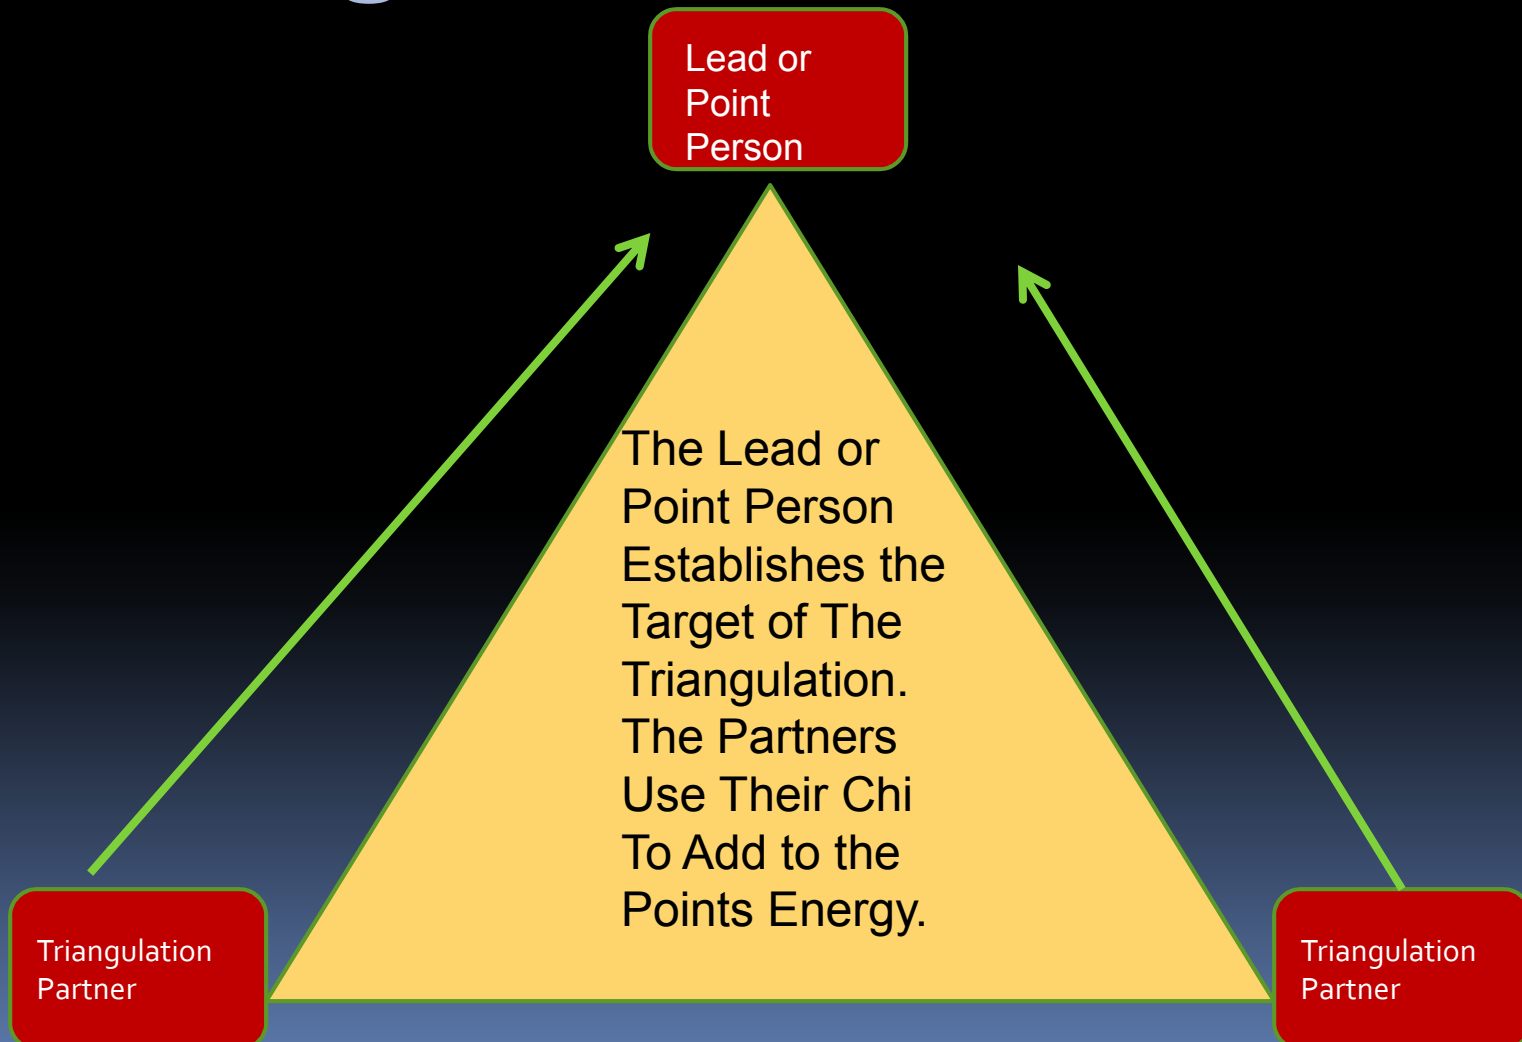 Lead or
Point
Person
The Lead or
Point Person
Establishes the
Target of The
Triangulation.
The Partners
Use Their Chi
To Add to the
Points Energy.
Triangulation
Partner
Triangulation
Partner